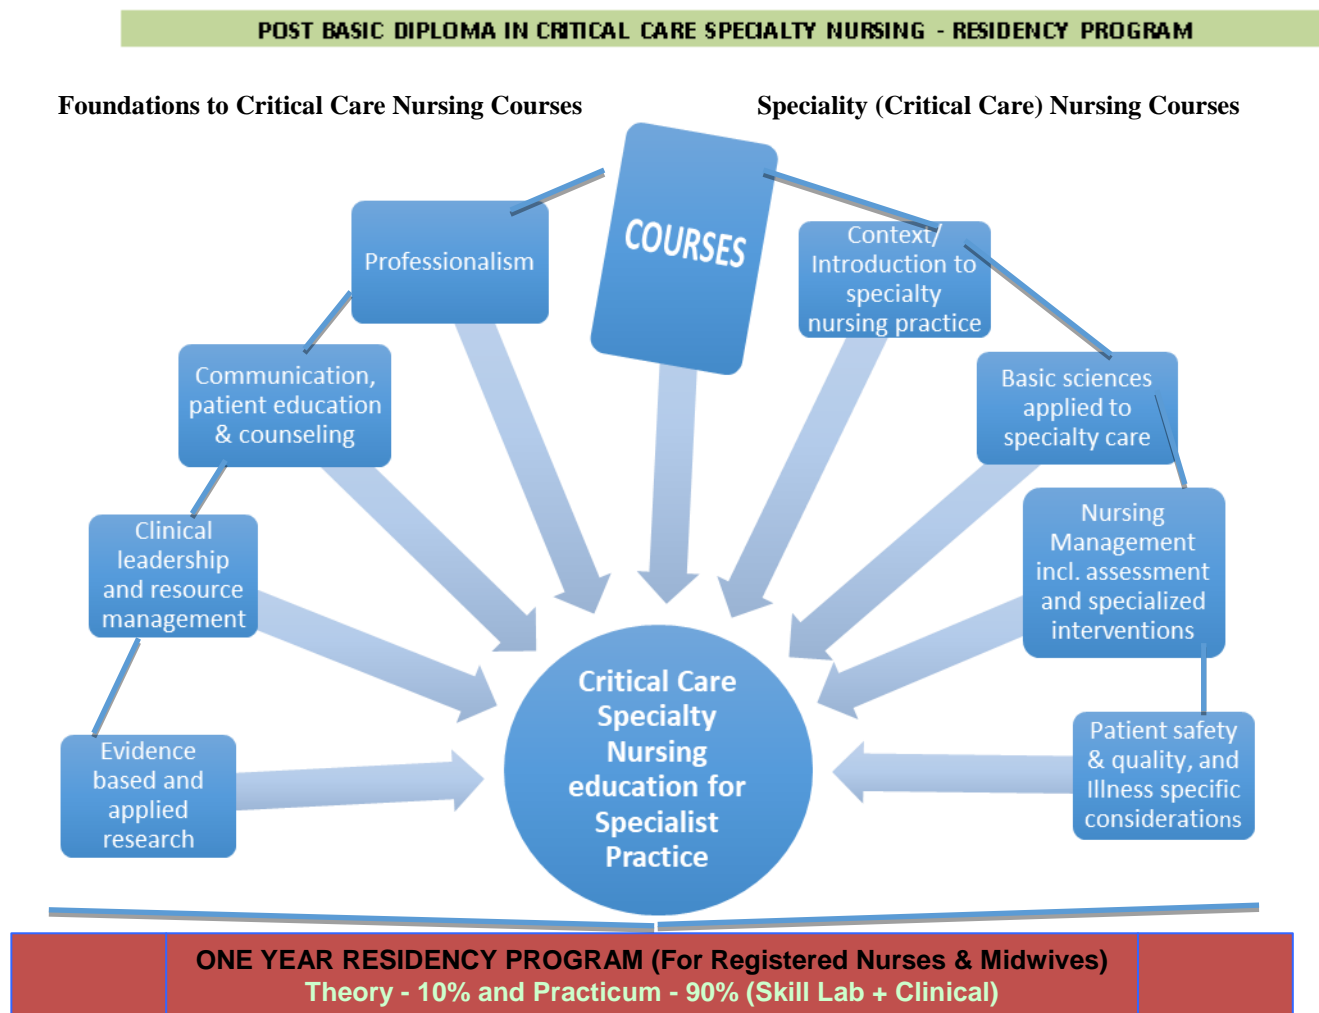 POST BASIC DIPLOMA IN CRITICAL CARE SPECIALTY NURSING - RESIDENCY PROGRAM
Foundations to Critical Care Nursing Courses
Speciality (Critical Care) Nursing Courses
COURSES
Professionalism
Communication,
patient education
& counseling
Clinical
leadership
and resource
management
Evidence
based and
applied
research
Context/
Introduction to
specialty
nursing practice
Basic sciences
applied to
specialty care
Nursing
Management
incl. assessment
and specialized
interventions
Patient safety
& quality, and
Illness specific
considerations
Critical Care
Specialty
Nursing
education for
Specialist
Practice
ONE YEAR RESIDENCY PROGRAM (For Registered Nurses & Midwives)
Theory - 10% and Practicum - 90% (Skill Lab + Clinical)